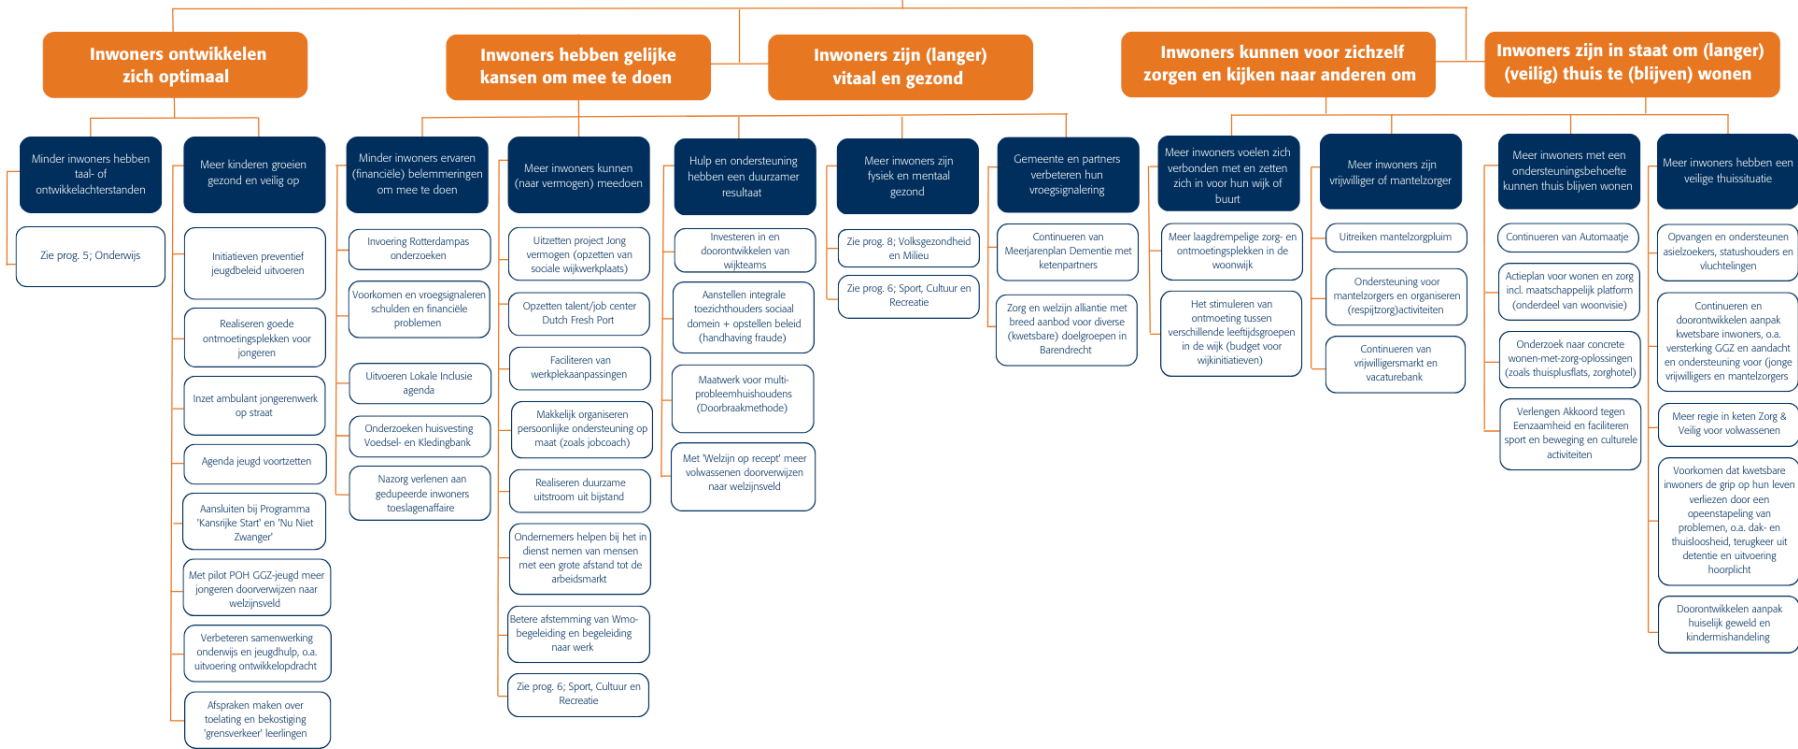 Inwoners ontwikkelen
zich optimaal
Inwoners hebben gelijke
kansen om mee te doen
Inwoners zijn (langer)
vitaal en gezond
Inwoners kunnen voor zichzelf
zorgen en kijken naar anderen om
Inwoners zijn in staat om (langer)
(veilig) thuis te (blijven) wonen
Minder inwoners hebben
taal- of
ontwikkelachterstanden
Zie prog. 5; Onderwijs
Meer kinderen groeien
gezond en veilig op
Initiatieven preventief
jeugdbeleid uitvoeren
Realiseren goede
ontmoetingsplekken voor
jongeren
Inzet ambulant jongerenwerk
op straat
Agenda jeugd voortzetten
Aansluiten bij Programma
'Kansrijke Start' en 'Nu Niet
Zwanger'
Met pilot POH GGZ-jeugd meer
jongeren doorverwijzen naar
welzijnsveld
Verbeteren samenwerking
onderwijs en jeugdhulp, o.a.
uitvoering ontwikkelopdracht
Afspraken maken over
toelating en bekostiging
'grensverkeer' leerlingen
Minder inwoners ervaren
(financiële) belemmeringen
om mee te doen
Invoering Rotterdampas
onderzoeken
Voorkomen en vroegsignaleren
schulden en financiële
problemen
Uitvoeren Lokale Inclusie
agenda
Onderzoeken huisvesting
Voedsel- en Kledingbank
Nazorg verlenen aan
gedupeerde inwoners
toeslagenaffaire
Meer inwoners kunnen
(naar vermogen) meedoen
Uitzetten project Jong
vermogen (opzetten van
sociale wijkwerkplaats)
Opzetten talent/job center
Dutch Fresh Port
Faciliteren van
werkplekaanpassingen
Makkelijk organiseren
persoonlijke ondersteuning op
maat (zoals jobcoach)
Realiseren duurzame
uitstroom uit bijstand
Ondernemers helpen bij het in
dienst nemen van mensen
met een grote afstand tot de
arbeidsmarkt
Betere afstemming van Wmo-
begeleiding en begeleiding
naar werk
Zie prog. 6; Sport, Cultuur en
Recreatie
Hulp en ondersteuning
hebben een duurzamer
resultaat
Investeren in en
doorontwikkelen van
wijkteams
Aanstellen integrale
toezichthouders sociaal
domein + opstellen beleid
(handhaving fraude)
Maatwerk voor multi-
probleemhuishoudens
(Doorbraakmethode)
Met 'Welzijn op recept' meer
volwassenen doorverwijzen
naar welzijnsveld
Meer inwoners zijn
fysiek en mentaal
gezond
Zie prog. 8; Volksgezondheid
en Milieu
Zie prog. 6; Sport, Cultuur en
Recreatie
Gemeente en partners
verbeteren hun
vroegsignalering
Continueren van
Meerjarenplan Dementie met
ketenpartners
Zorg en welzijn alliantie met
breed aanbod voor diverse
(kwetsbare) doelgroepen in
Barendrecht
Meer inwoners voelen zich
verbonden met en zetten
zich in voor hun wijk of
buurt
Meer laagdrempelige zorg- en
ontmoetingsplekken in de
woonwijk
Het stimuleren van
ontmoeting tussen
verschillende leeftijdsgroepen
in de wijk (budget voor
wijkinitiatieven)
Meer inwoners zijn
vrijwilliger of mantelzorger
Uitreiken mantelzorgpluim
Ondersteuning voor
mantelzorgers en organiseren
(respijtzorg)activiteiten
Continueren van
vrijwilligersmarkt en
vacaturebank
Meer inwoners met een
ondersteuningsbehoefte
kunnen thuis blijven wonen
Continueren van Automaatje
Actieplan voor wonen en zorg
incl. maatschappelijk platform
(onderdeel van woonvisie)
Onderzoek naar concrete
wonen-met-zorg-oplossingen
(zoals thuisplusflats, zorghotel)
Verlengen Akkoord tegen
Eenzaamheid en faciliteren
sport en beweging en culturele
activiteiten
Meer inwoners hebben een
veilige thuissituatie
Opvangen en ondersteunen
asielzoekers, statushouders en
vluchtelingen
Continueren en
doorontwikkelen aanpak
kwetsbare inwoners, o.a.
versterking GGZ en aandacht
en ondersteuning voor (jonge
vrijwilligers en mantelzorgers
Meer regie in keten Zorg &
Veilig voor volwassenen
Voorkomen dat kwetsbare
inwoners de grip op hun leven
verliezen door een
opeenstapeling van
problemen, o.a. dak- en
thuisloosheid, terugkeer uit
detentie en uitvoering
hoorplicht
Doorontwikkelen aanpak
huiselijk geweld en
kindermishandeling